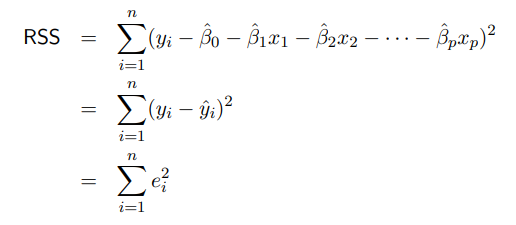 RSS = ∑_{i=1}^{n} (y_i − β̂_0 − β̂_1x_1 − β̂_2x_2 − ⋯ − β̂_px_p)^2
= ∑_{i=1}^{n} (y_i − ŷ_i)^2
= ∑_{i=1}^{n} e_i^2